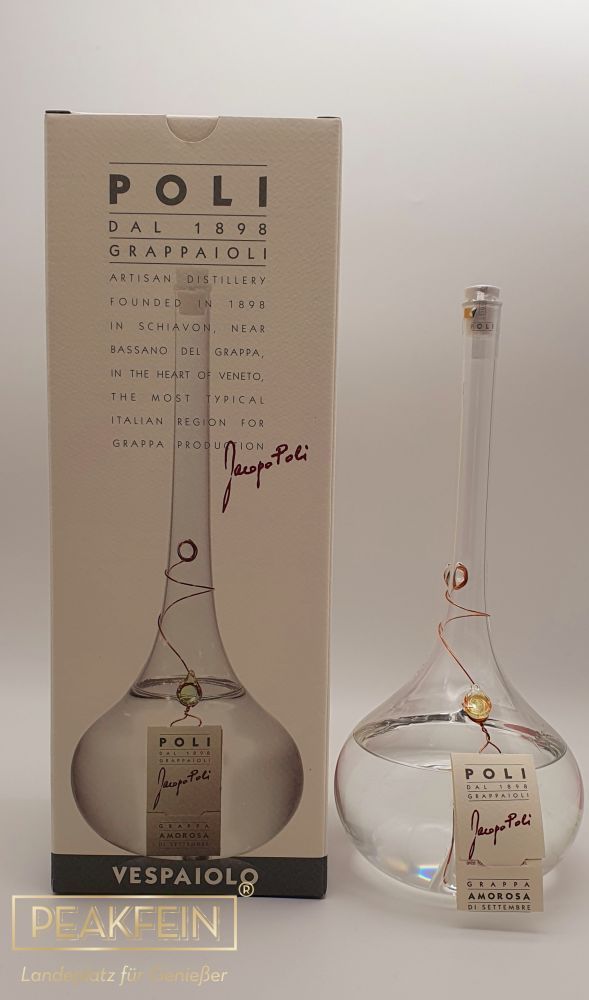 POLI
DAL 1898
GRAPPAIOLI
ARTISAN DISTILLERY
FOUNDED IN 1898
IN SCHIAVON, NEAR
BASSANO DEL GRAPPA,
IN THE HEART OF VENETO,
THE MOST TYPICAL
ITALIAN REGION FOR
GRAPPA PRODUCTION
Jacopo Poli
POLI
DAL 1898
GRAPPAIOLI
Jacopo Poli
GRAPPA
AMOROSA
DI SETTEMBRE
VESPAIOLO
POLI
POLI
DAL 1898
GRAPPAIOLI
Jacopo Poli
GRAPPA
AMOROSA
DI SETTEMBRE
PEAKFEIN®
Landeplatz für Genießer